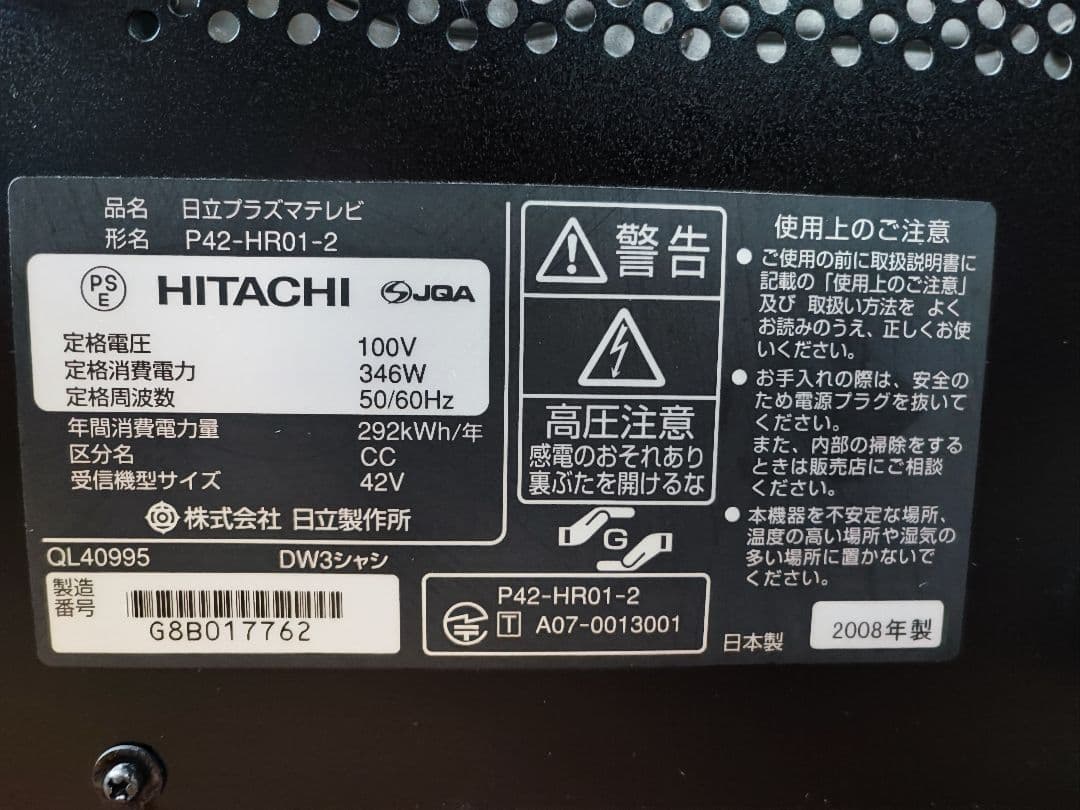 品名 日立プラズマテレビ
形名 P42-HR01-2
PS
E
HITACHI
JQA
定格電圧 100V
定格消費電力 346W
定格周波数 50/60Hz
年間消費電力量 292kWh/年
区分名 CC
受信機型サイズ 42V
株式会社 日立製作所
QL40995 DW3シャシ
製造
番号
G8B017762
警告
高圧注意
感電のおそれあり
裏ぶたを開けるな
G
P42-HR01-2
T A07-0013001
使用上のご注意
● ご使用の前に取扱説明書に
記載の「使用上のご注意」
及び 取扱い方法を よく
お読みのうえ、正しくお使
いください。
● お手入れの際は、安全の
ため電源プラグを抜いて
ください。
また、内部の掃除をする
ときは販売店にご相談
ください。
● 本機器を不安定な場所、
温度の高い場所や湿気の
多い場所に置かないで
ください。
日本製
2008年製